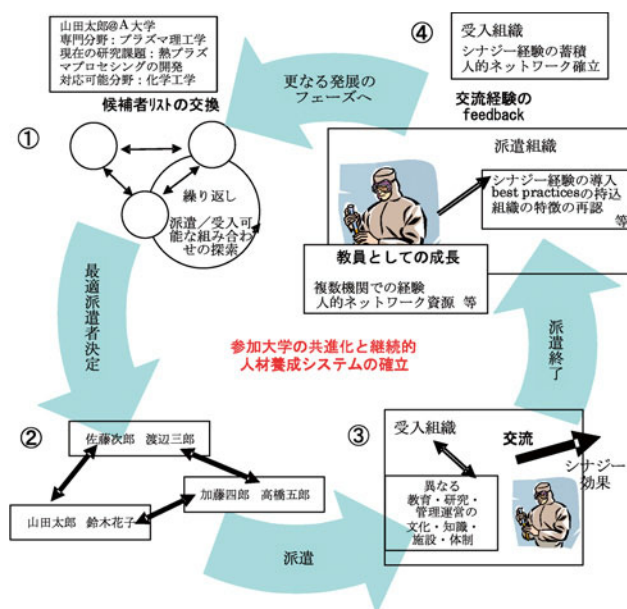 山田太郎@A大学
専門分野：プラズマ理工学
現在の研究課題：熱プラズ
マプロセシングの開発
対応可能分野：化学工学
候補者リストの交換
①
繰り返し
派遣／受入可
能な組み合わ
せの探索
更なる発展の
フェーズへ
④
受入組織
シナジー経験の蓄積
人的ネットワーク確立
交流経験の
feedback
派遣組織
シナジー経験の導入
best practicesの持込
組織の特徴の再認
等
教員としての成長
複数機関での経験
人的ネットワーク資源 等
最適派遣者決定
参加大学の共進化と継続的
人材養成システムの確立
派遣終了
②
佐藤次郎 渡辺三郎
加藤四郎 高橋五郎
山田太郎 鈴木花子
派遣
③
受入組織
交流
シナジー
効果
異なる
教育・研究・
管理運営の
文化・知識・
施設・体制